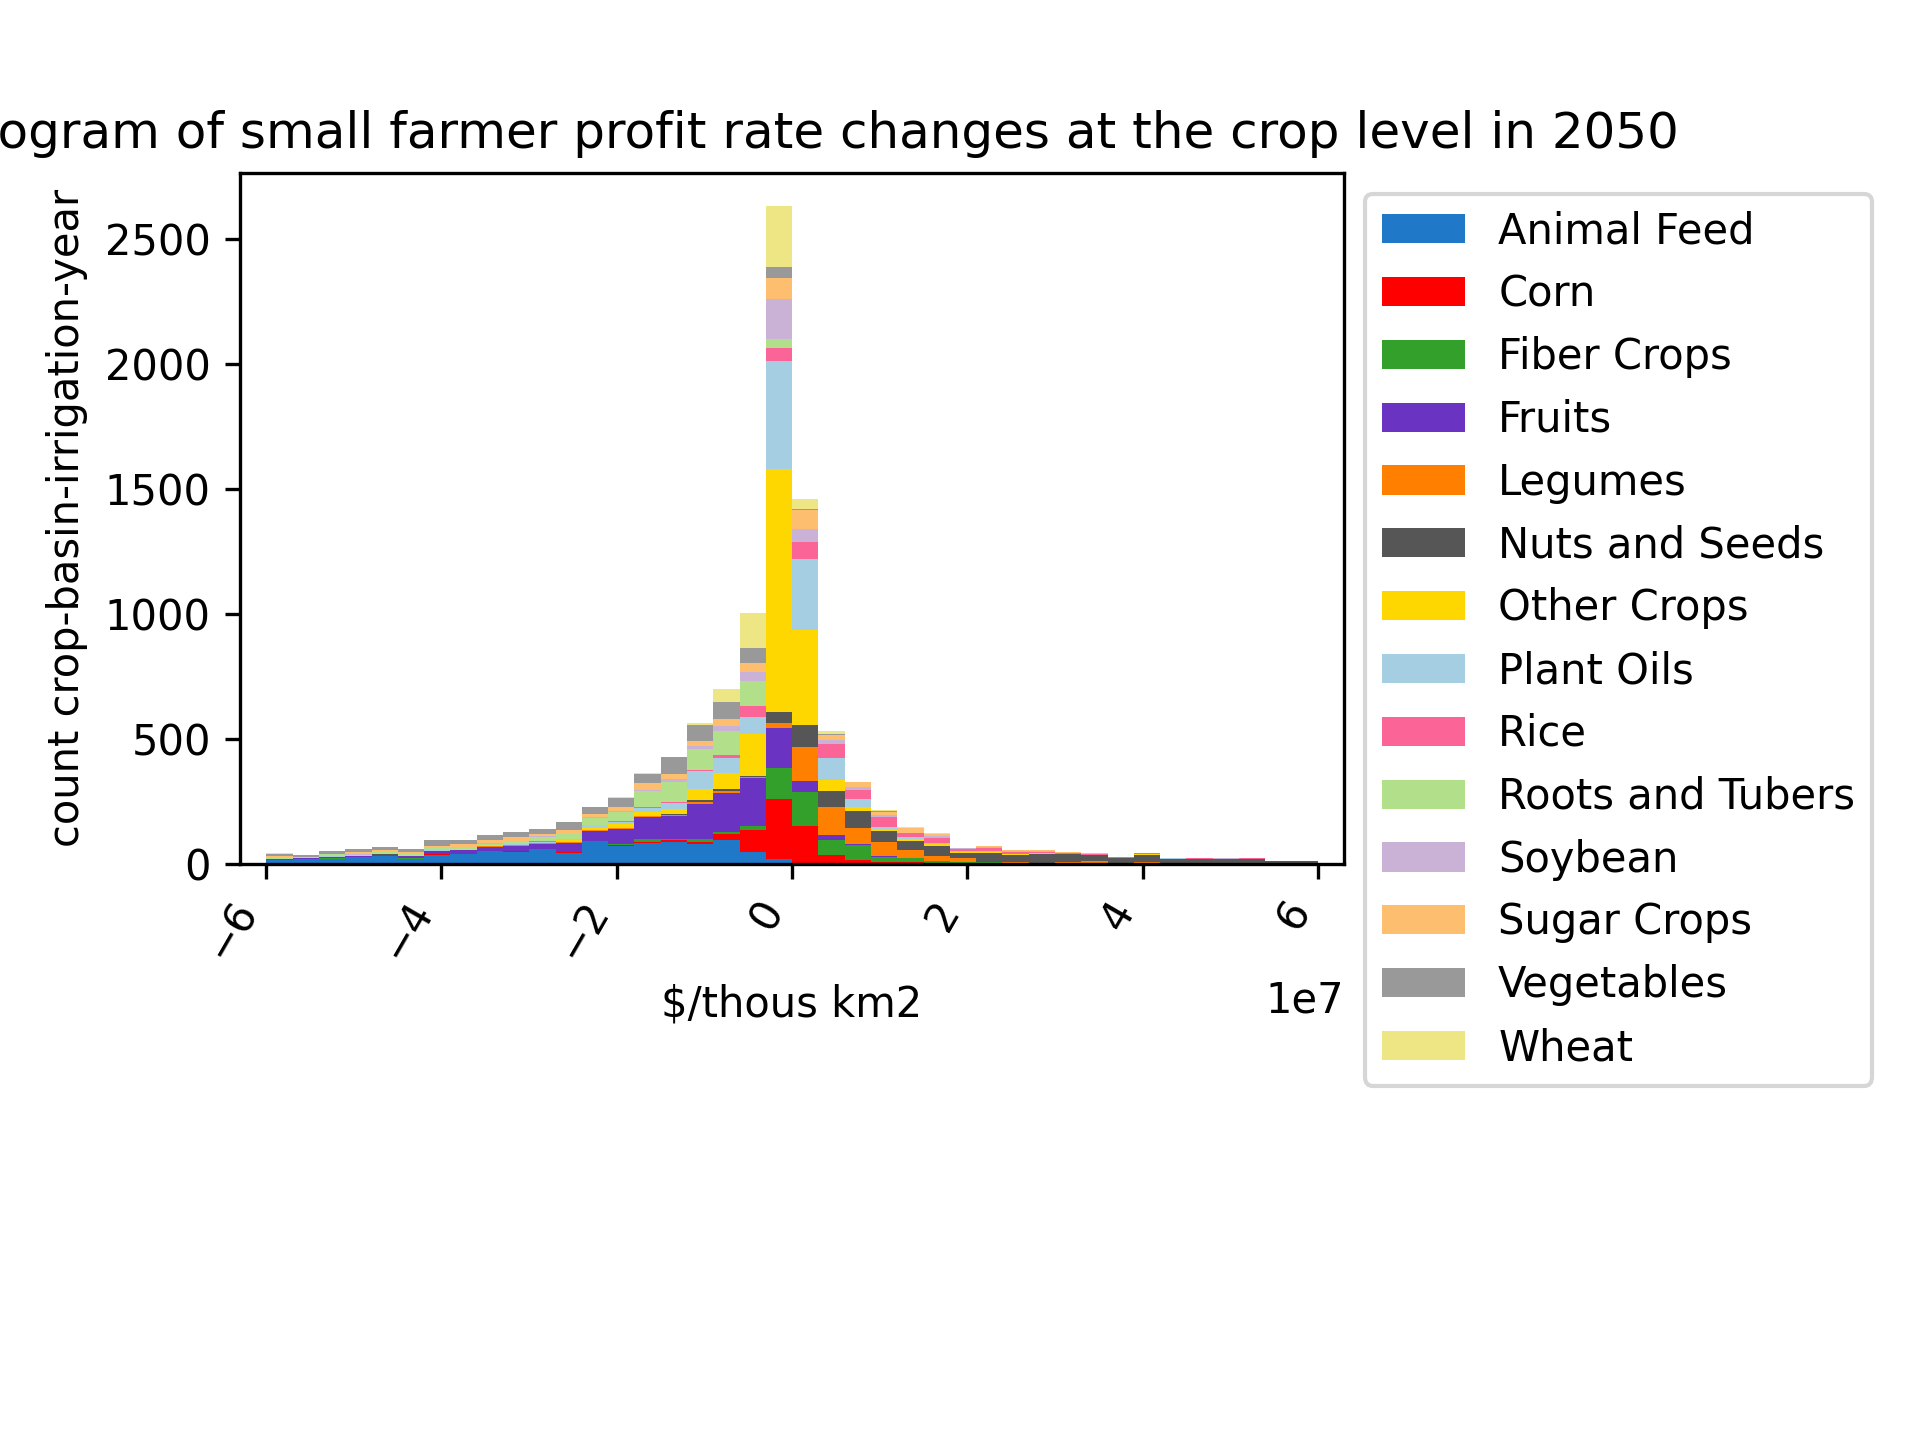 ogram of small farmer profit rate changes at the crop level in 2050
count crop-basin-irrigation-year
2500
2000
1500
1000
500
0
−6
−4
−2
0
2
4
6
1e7
$/thous km2
Animal Feed
Corn
Fiber Crops
Fruits
Legumes
Nuts and Seeds
Other Crops
Plant Oils
Rice
Roots and Tubers
Soybean
Sugar Crops
Vegetables
Wheat